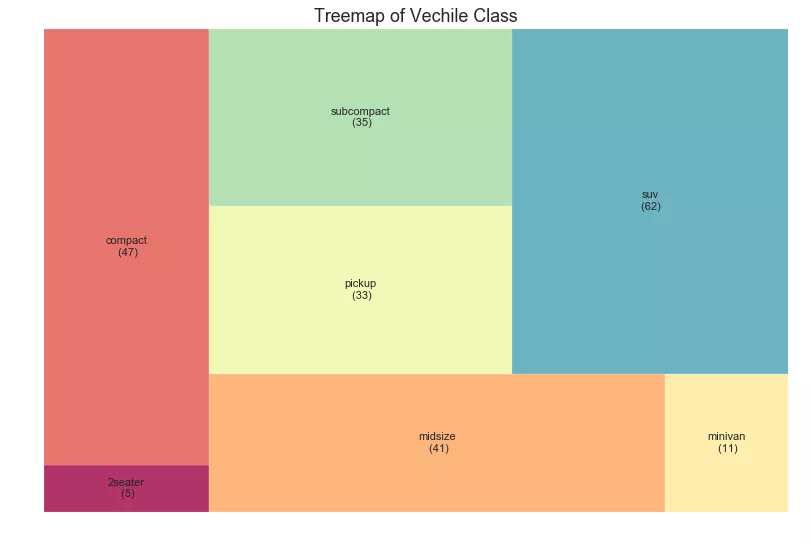 Treemap of Vechile Class
subcompact
(35)
suv
(62)
compact
(47)
pickup
(33)
midsize
(41)
minivan
(11)
2seater
(5)